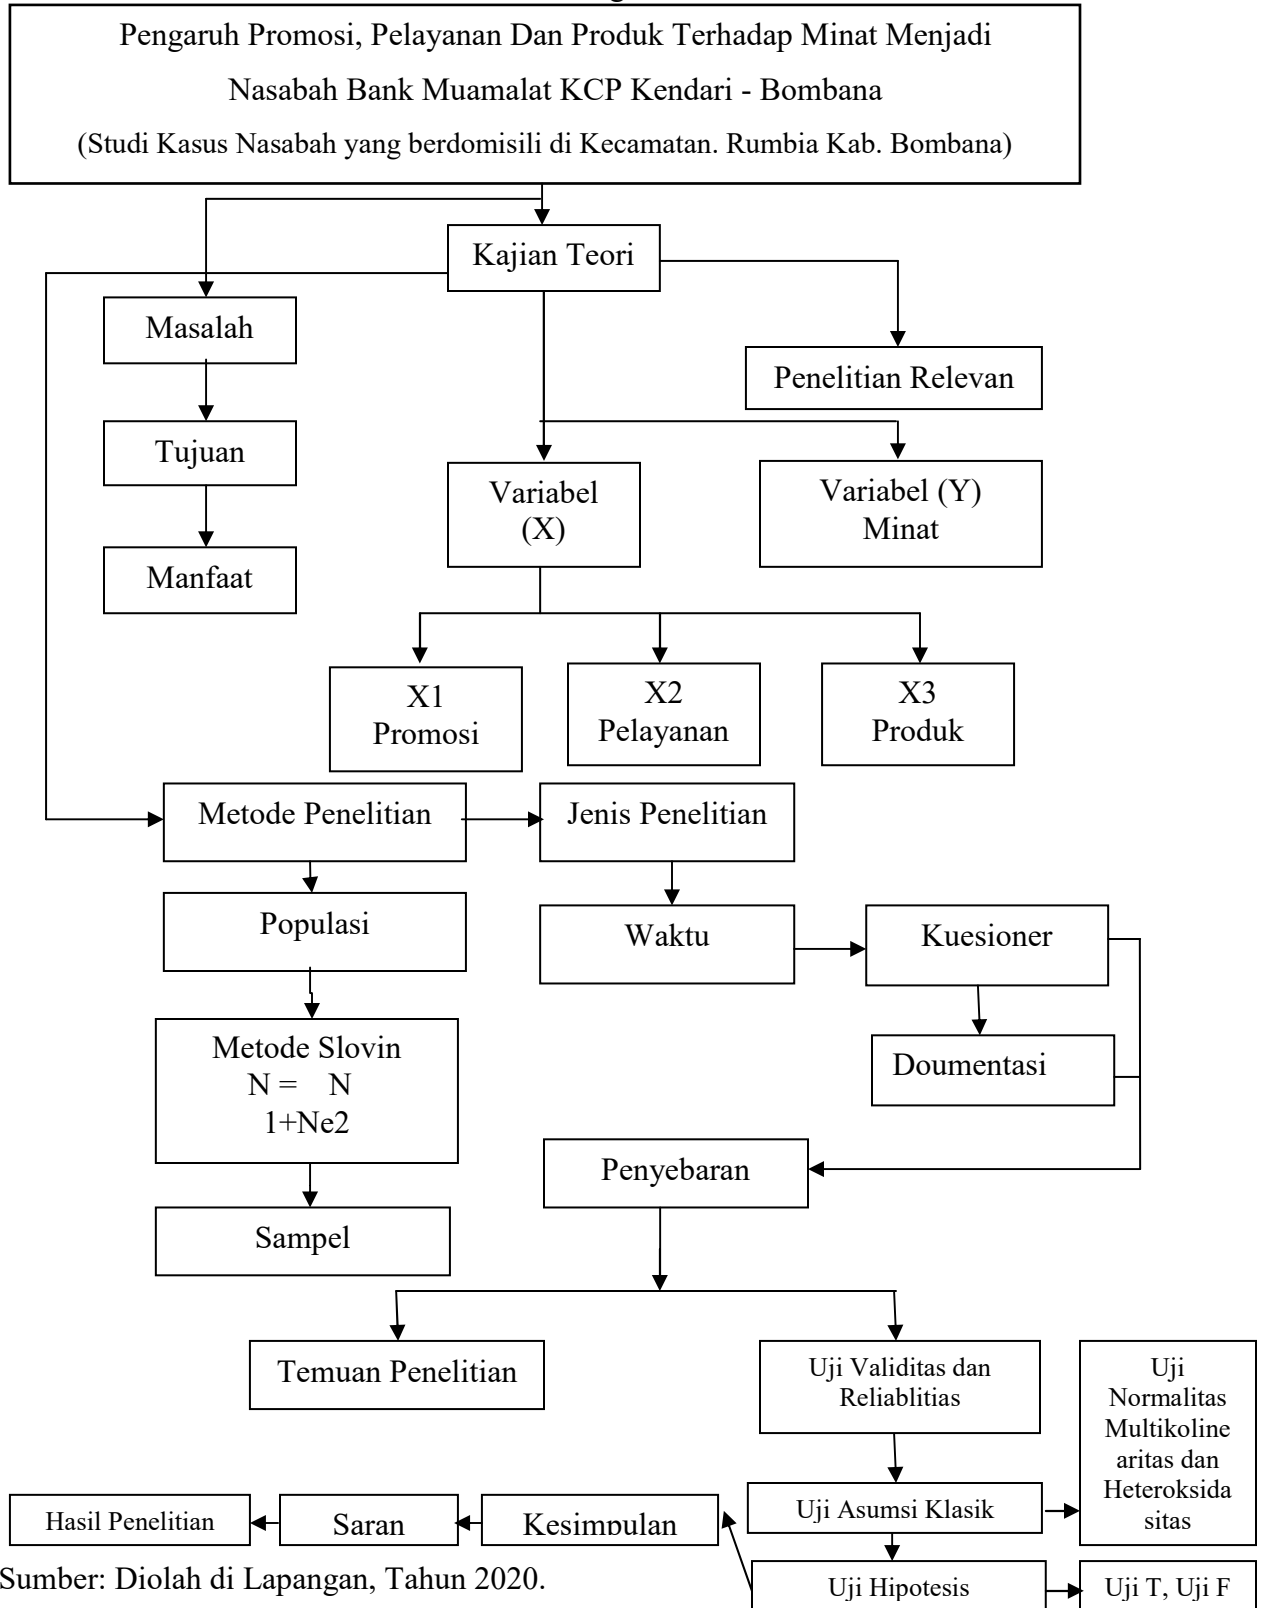 Pengaruh Promosi, Pelayanan Dan Produk Terhadap Minat Menjadi
Nasabah Bank Muamalat KCP Kendari - Bombana
(Studi Kasus Nasabah yang berdomisili di Kecamatan. Rumbia Kab. Bombana)
Kajian Teori
Masalah
Penelitian Relevan
Tujuan
Variabel
(X)
Variabel (Y)
Minat
Manfaat
X1
Promosi
X2
Pelayanan
X3
Produk
Metode Penelitian
Jenis Penelitian
Populasi
Waktu
Kuesioner
Metode Slovin
N = N
1+Ne2
Doumentasi
Penyebaran
Sampel
Temuan Penelitian
Uji Validitas dan
Reliablitias
Uji
Normalitas
Multikoline
aritas dan
Heteroksida
sitas
Uji Asumsi Klasik
Hasil Penelitian
Saran
Kesimpulan
Uji Hipotesis
Uji T, Uji F
Sumber: Diolah di Lapangan, Tahun 2020.